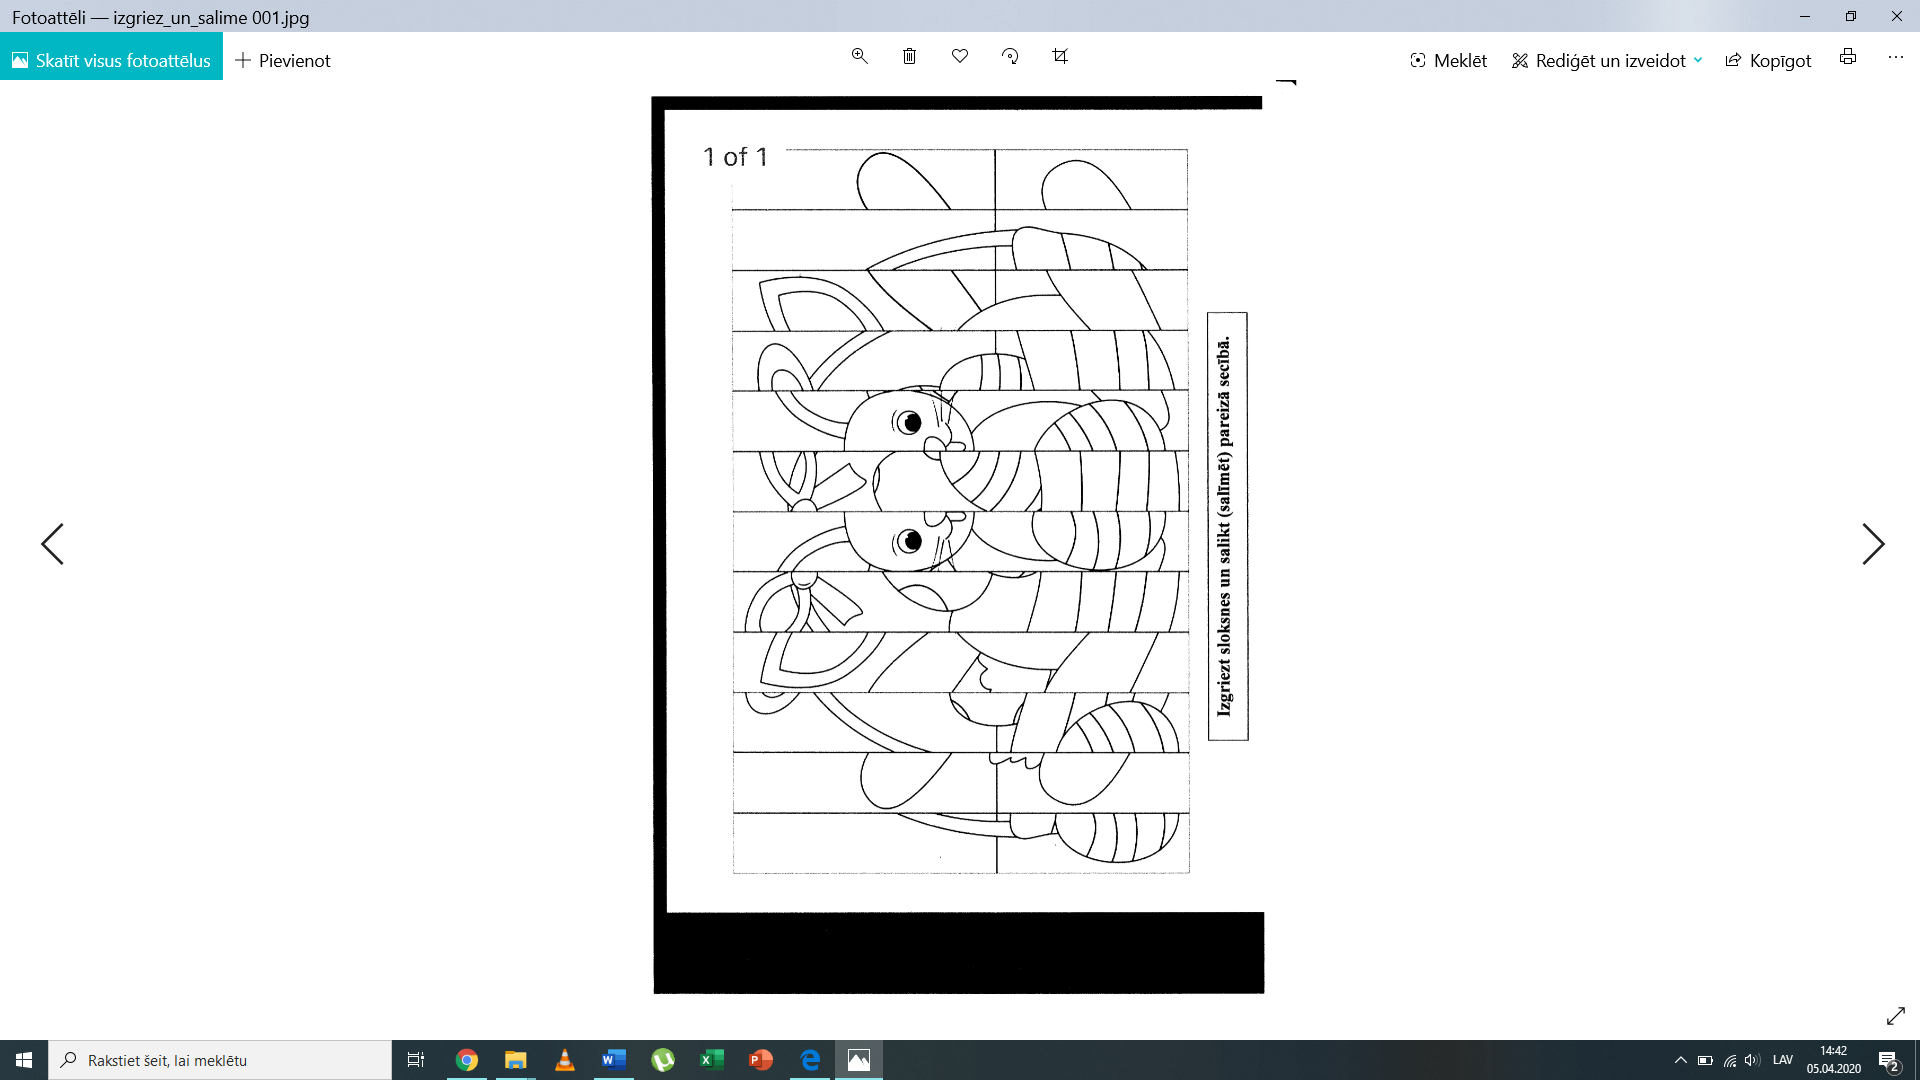 Fotoattēli — izgriez_un_salime 001.jpg
Skatīt visus fotoattēlus
Pievienot
Meklēt
Rediģēt un izveidot
Kopīgot
1 of 1
Izgriezt sloksnes un salikt (salīmēt) pareizā secībā.
Rakstiet šeit, lai meklētu
LAV
14:42
05.04.2020
2